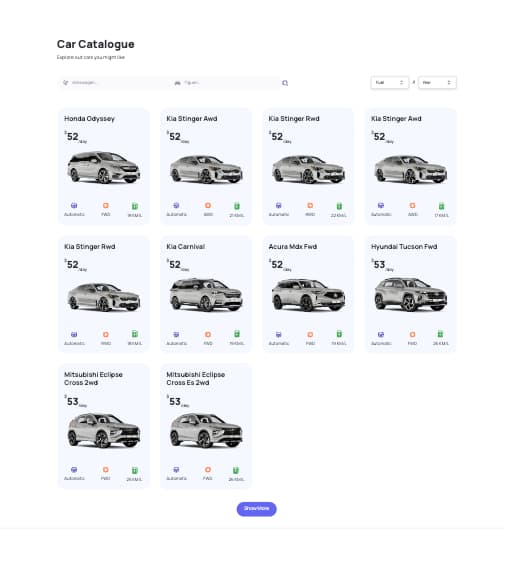 Car Catalogue
Explore out cars you might like
Volkswagen...
Tiguan...
Fuel
Year
Honda Odyssey
$52/day
Automatic FWD 19 KM/L
Kia Stinger Awd
$52/day
Automatic AWD 21 KM/L
Kia Stinger Rwd
$52/day
Automatic RWD 22 KM/L
Kia Stinger Awd
$52/day
Automatic AWD 17 KM/L
Kia Stinger Rwd
$52/day
Automatic RWD 18 KM/L
Kia Carnival
$52/day
Automatic FWD 19 KM/L
Acura Mdx Fwd
$52/day
Automatic FWD 19 KM/L
Hyundai Tucson Fwd
$53/day
Automatic FWD 26 KM/L
Mitsubishi Eclipse
Cross 2wd
$53/day
Automatic FWD 25 KM/L
Mitsubishi Eclipse
Cross Es 2wd
$53/day
Automatic FWD 26 KM/L
Show More